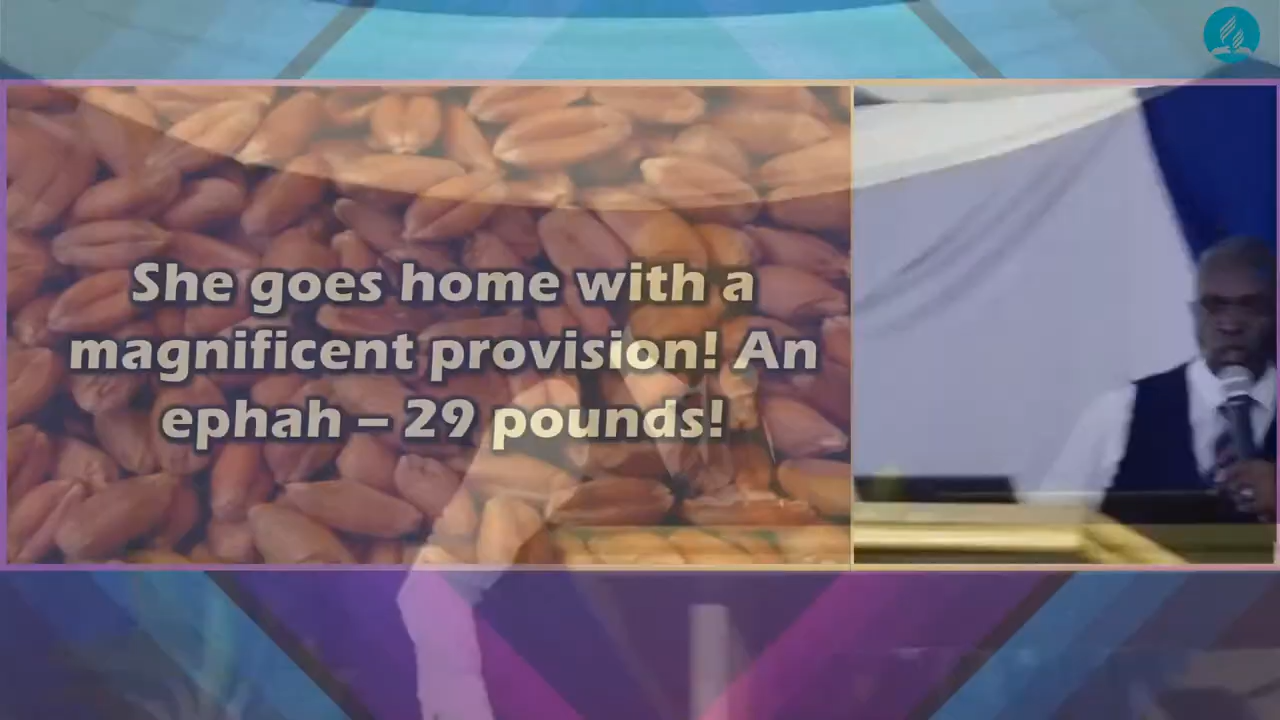 She goes home with a
magnificent provision! An
ephah – 29 pounds!